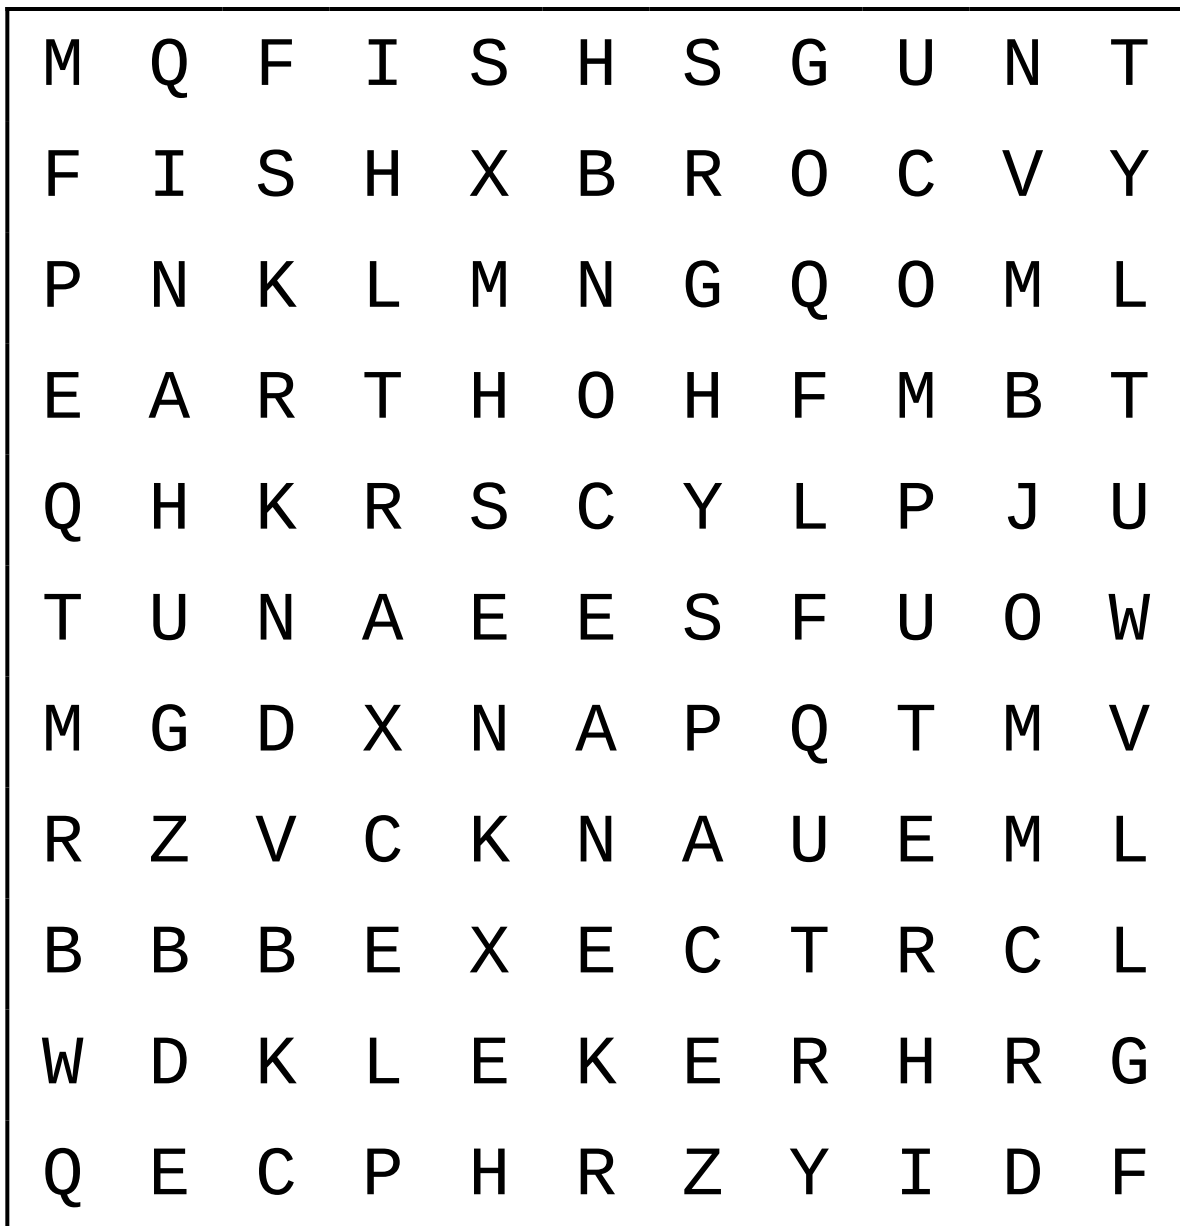 M Q F I S H S G U N T
F I S H X B R O C V Y
P N K L M N G Q O M L
E A R T H O H F M B T
Q H K R S C Y L P J U
T U N A E E S F U O W
M G D X N A P Q T M V
R Z V C K N A U E M L
B B B E X E C T R C L
W D K L E K E R H R G
Q E C P H R Z Y I D F